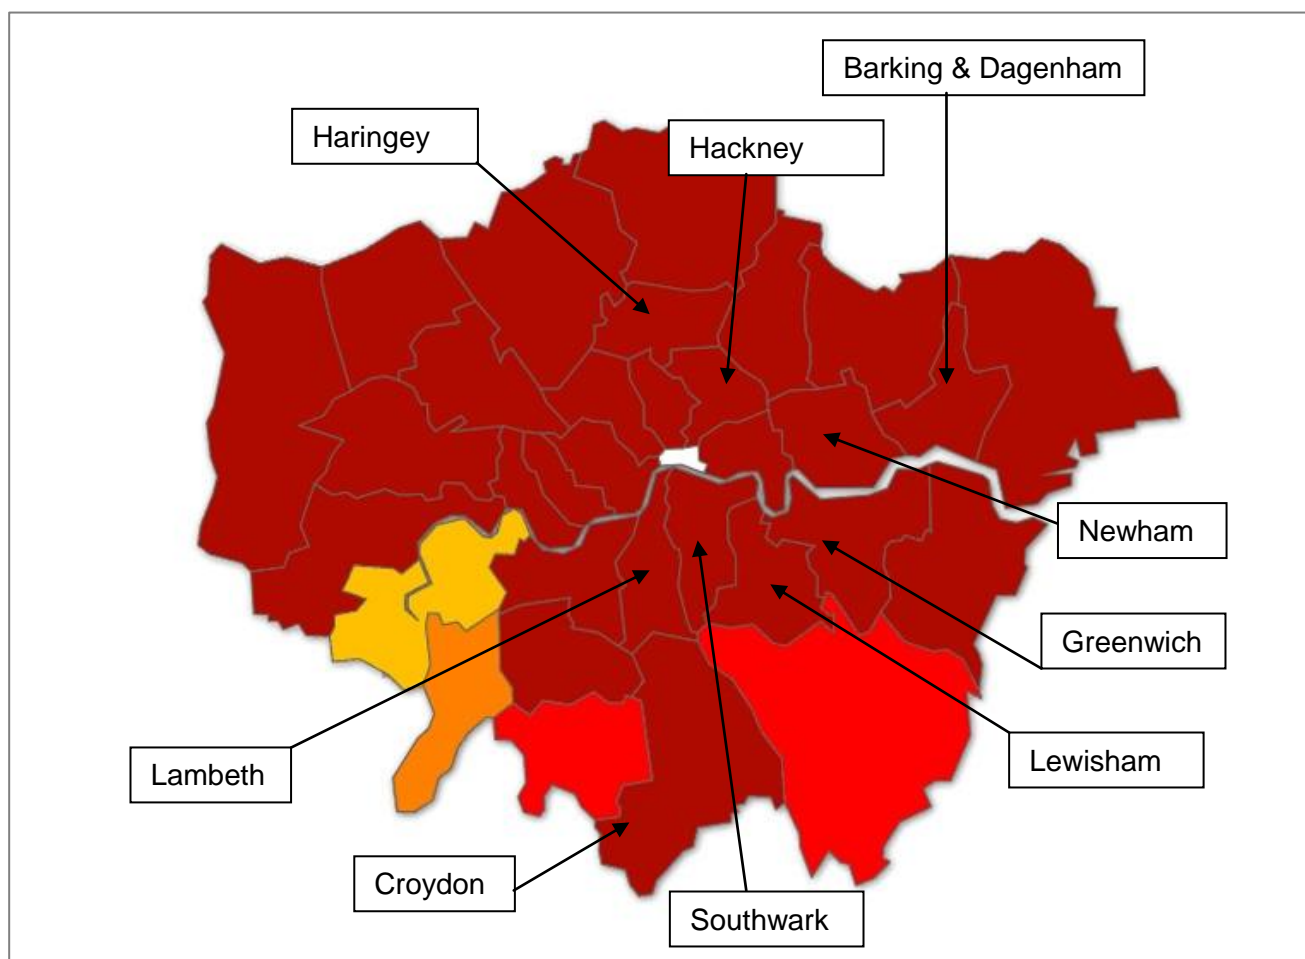 Barking & Dagenham
Haringey
Hackney
Newham
Greenwich
Lewisham
Lambeth
Croydon
Southwark